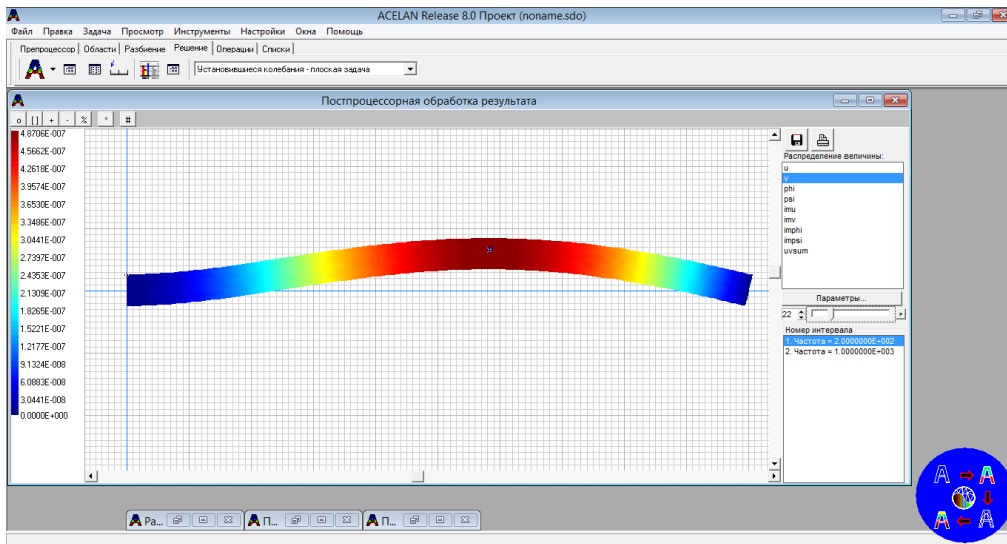 ACELAN Release 8.0 Проект (noname.sdo)
Файл Правка Задача Просмотр Инструменты Настройки Окна Помощь
Препроцессор Области Разбиение Решение Операции Списки
Установившиеся колебания - плоская задача
Постпроцессорная обработка результата
o [] + - % × #
4.8706E-007
4.5662E-007
4.2618E-007
3.9574E-007
3.6530E-007
3.3486E-007
3.0441E-007
2.7397E-007
2.4353E-007
2.1309E-007
1.8265E-007
1.5221E-007
1.2177E-007
9.1324E-008
6.0883E-008
3.0441E-008
0.0000E+000
Распределение величины:
u
v
phi
psi
imu
imv
imphi
impsi
uvsum
Параметры...
22
Номер интервала
1. Частота = 2.0000000E+002
2. Частота = 1.0000000E+003
Ра... П... П...
A A
A A